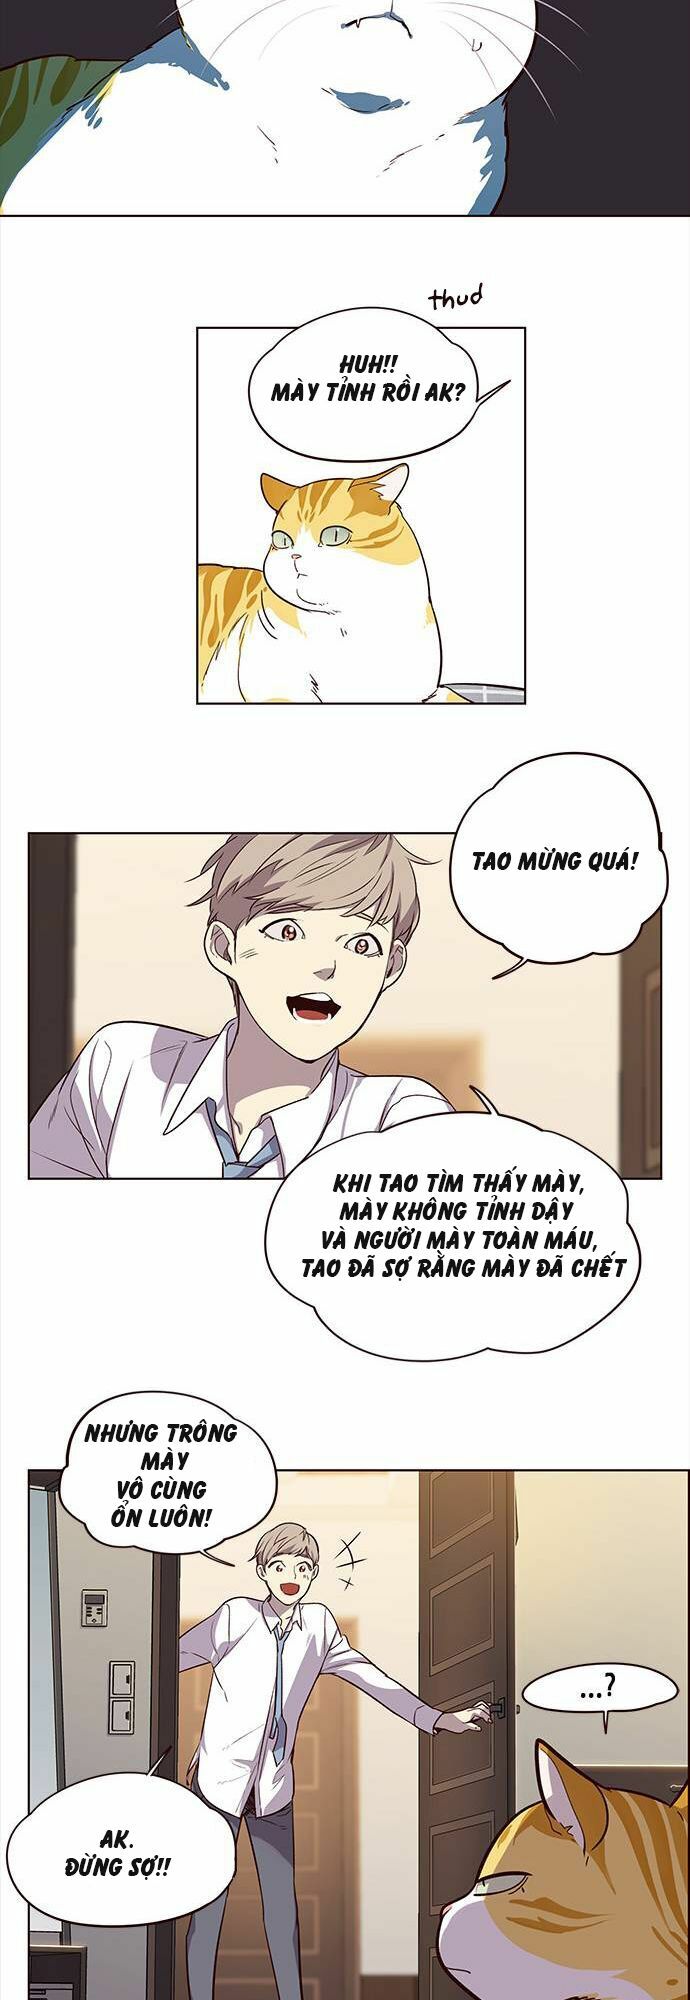 thud
HUH!!
MÀY TỈNH RỒI AK?
TAO MỪNG QUÁ!
KHI TAO TÌM THẤY MÀY,
MÀY KHÔNG TỈNH DẬY
VÀ NGƯỜI MÀY TOÀN MÁU,
TAO ĐÃ SỢ RẰNG MÀY ĐÃ CHẾT
NHƯNG TRÔNG
MÀY
VÔ CÙNG
ỔN LUÔN!
...?
AK.
ĐỪNG SỢ!!